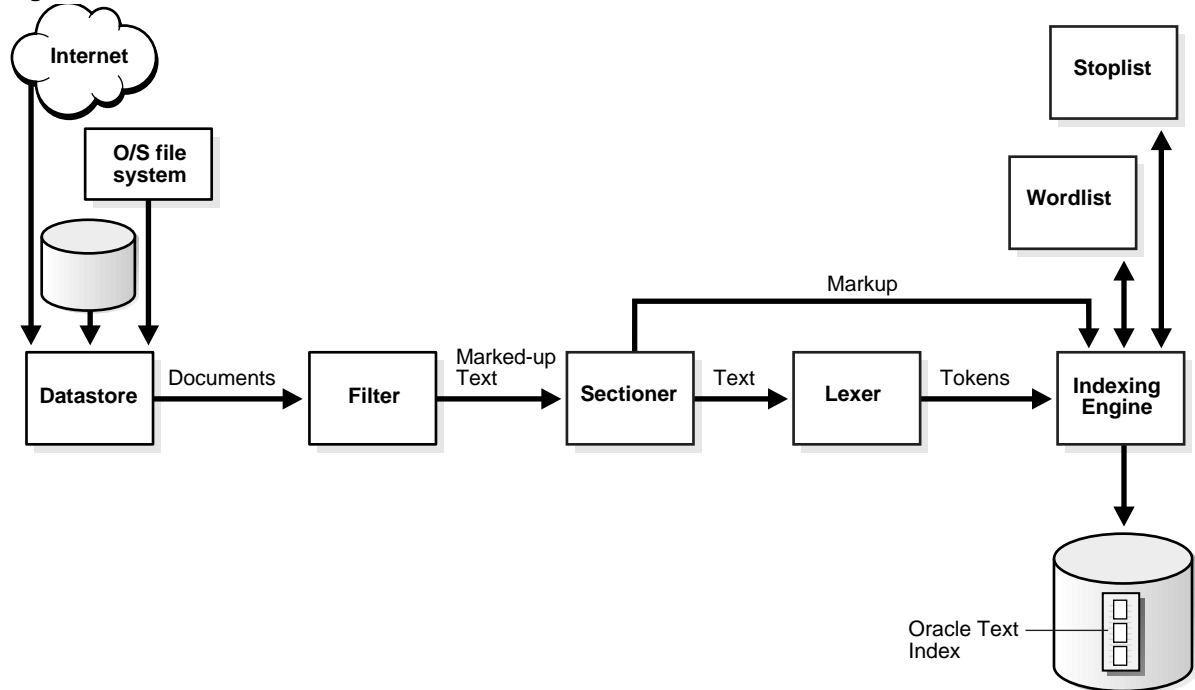 Internet
Stoplist
O/S file
system
Wordlist
Markup
Datastore
Documents
Filter
Marked-up
Text
Sectioner
Text
Lexer
Tokens
Indexing
Engine
Oracle Text
Index